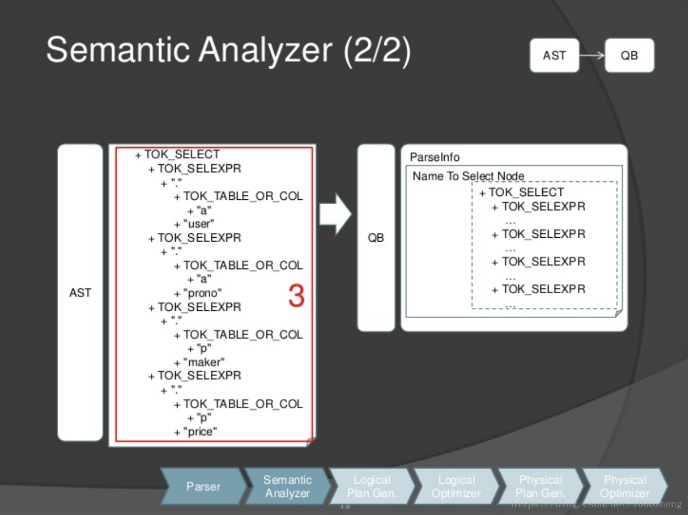 Semantic Analyzer (2/2)
AST
QB
AST
+ TOK_SELECT
+ TOK_SELEXPR
+ "."
+ TOK_TABLE_OR_COL
+ "a"
+ "user"
+ TOK_SELEXPR
+ "."
+ TOK_TABLE_OR_COL
+ "a"
+ "prono"
+ TOK_SELEXPR
+ "."
+ TOK_TABLE_OR_COL
+ "p"
+ "maker"
+ TOK_SELEXPR
+ "."
+ TOK_TABLE_OR_COL
+ "p"
+ "price"
3
QB
ParseInfo
Name To Select Node
+ TOK_SELECT
+ TOK_SELEXPR
...
+ TOK_SELEXPR
...
+ TOK_SELEXPR
...
+ TOK_SELEXPR
...
Parser
Semantic
Analyzer
Logical
Plan Gen.
Logical
Optimizer
Physical
Plan Gen.
Physical
Optimizer